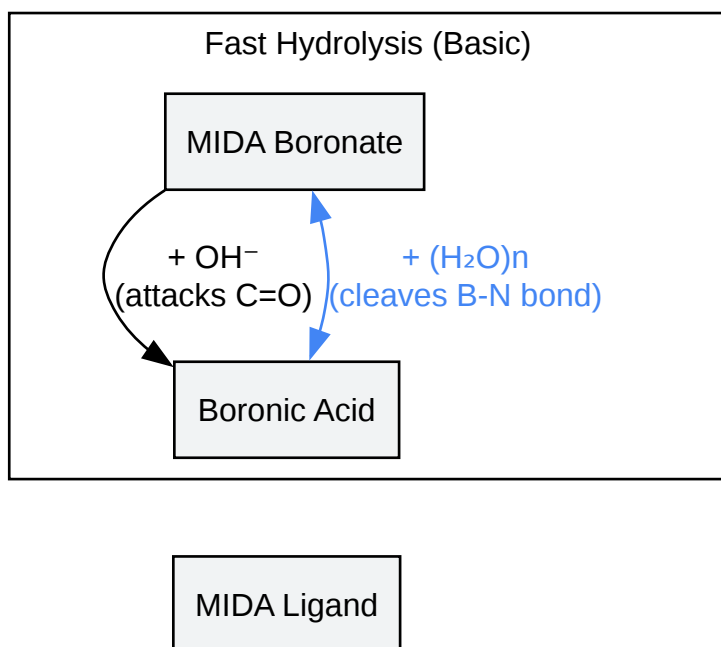 Fast Hydrolysis (Basic)
MIDA Boronate
+ OH⁻
(attacks C=O)
+ (H₂O)n
(cleaves B-N bond)
Boronic Acid
MIDA Ligand